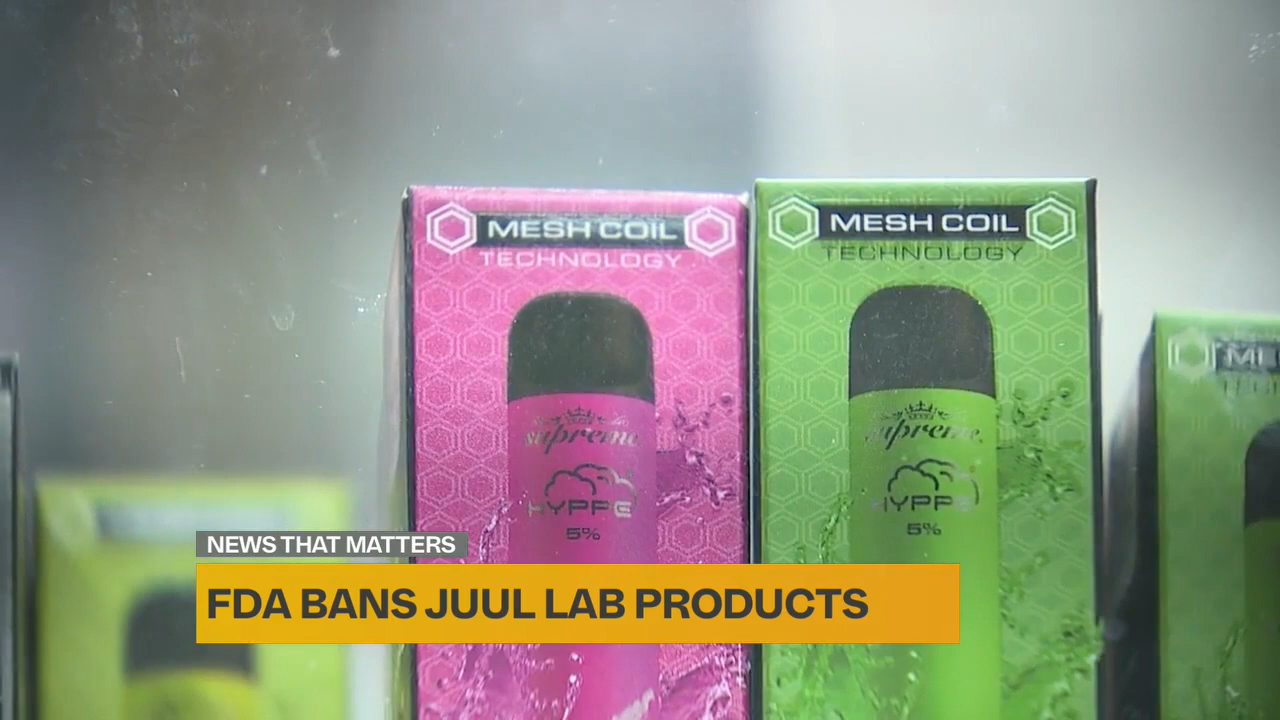 MESH COIL
TECHNOLOGY
supreme
HYPPE
5%
MESH COIL
TECHNOLOGY
supreme
HYPPE
5%
NEWS THAT MATTERS
FDA BANS JUUL LAB PRODUCTS